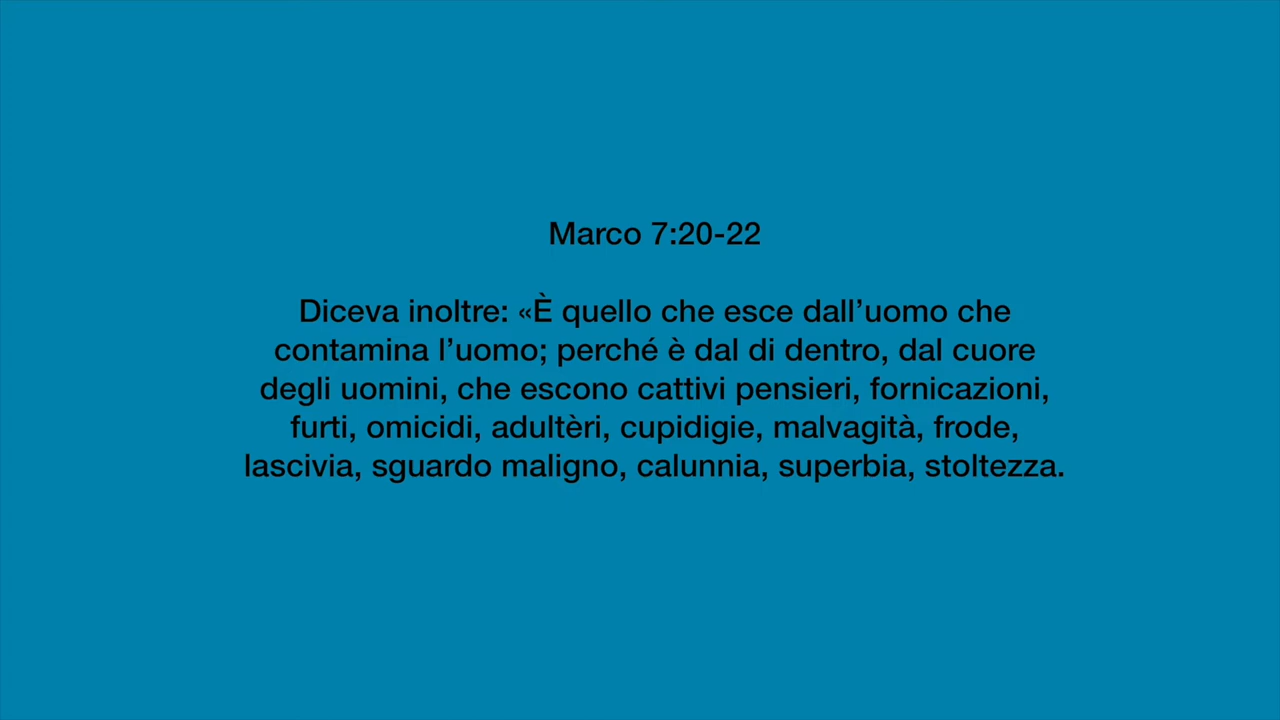 Marco 7:20-22
Diceva inoltre: «È quello che esce dall’uomo che
contamina l’uomo; perché è dal di dentro, dal cuore
degli uomini, che escono cattivi pensieri, fornicazioni,
furti, omicidi, adultèri, cupidigie, malvagità, frode,
lascivia, sguardo maligno, calunnia, superbia, stoltezza.